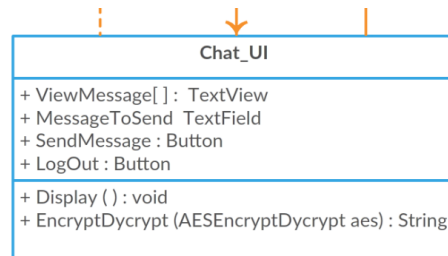 Chat_UI
+ ViewMessage[ ] : TextView
+ MessageToSend TextField
+ SendMessage : Button
+ LogOut : Button
+ Display ( ) : void
+ EncryptDycrypt (AESEncryptDycrypt aes) : String